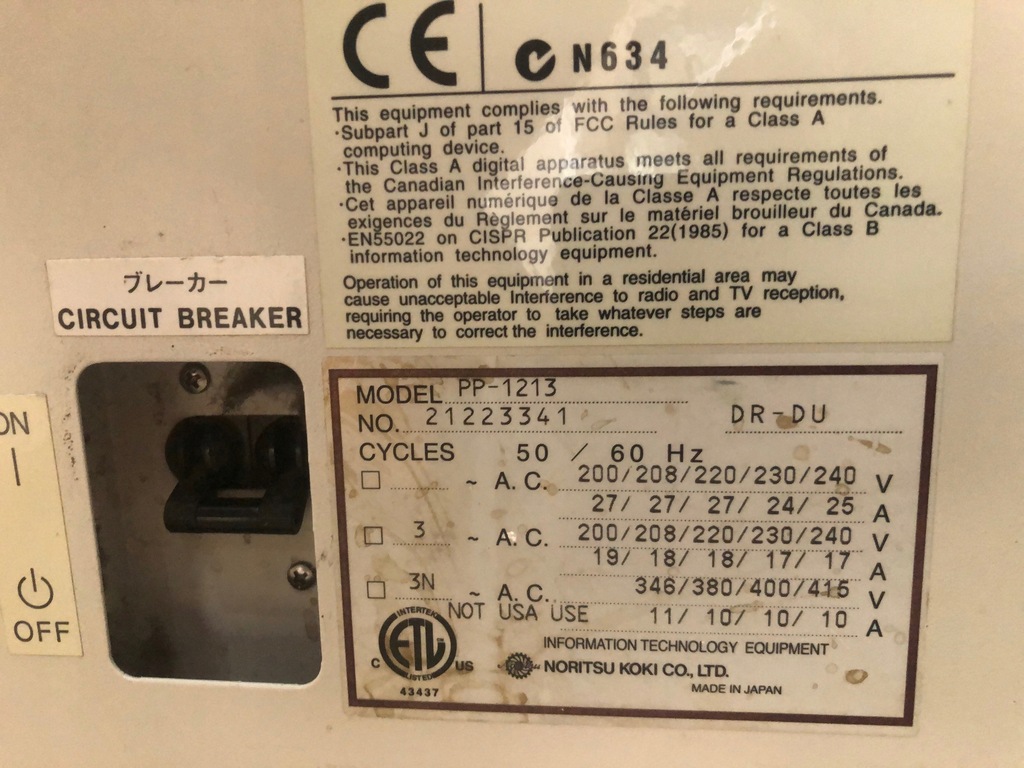 CE
N634
This equipment complies with the following requirements.
·Subpart J of part 15 of FCC Rules for a Class A
computing device.
·This Class A digital apparatus meets all requirements of
the Canadian Interference-Causing Equipment Regulations.
·Cet appareil numérique de la Classe A respecte toutes les
exigences du Règlement sur le matériel brouilleur du Canada.
·EN55022 on CISPR Publication 22(1985) for a Class B
information technology equipment.
Operation of this equipment in a residential area may
cause unacceptable Interference to radio and TV reception,
requiring the operator to take whatever steps are
necessary to correct the interference.
ブレーカー
CIRCUIT BREAKER
ON
OFF
MODEL PP-1213
NO. 21223341 DR-DU
CYCLES 50 / 60 Hz
~ A.C. 200/208/220/230/240 V
27/ 27/ 27/ 24/ 25 A
3 ~ A.C. 200/208/220/230/240 V
19/ 18/ 18/ 17/ 17 A
3N ~ A.C. 346/380/400/415 V
NOT USA USE 11/ 10/ 10/ 10 A
INTERTEK
ETL
LISTED
C US
43437
INFORMATION TECHNOLOGY EQUIPMENT
NORITSU KOKI CO., LTD.
MADE IN JAPAN